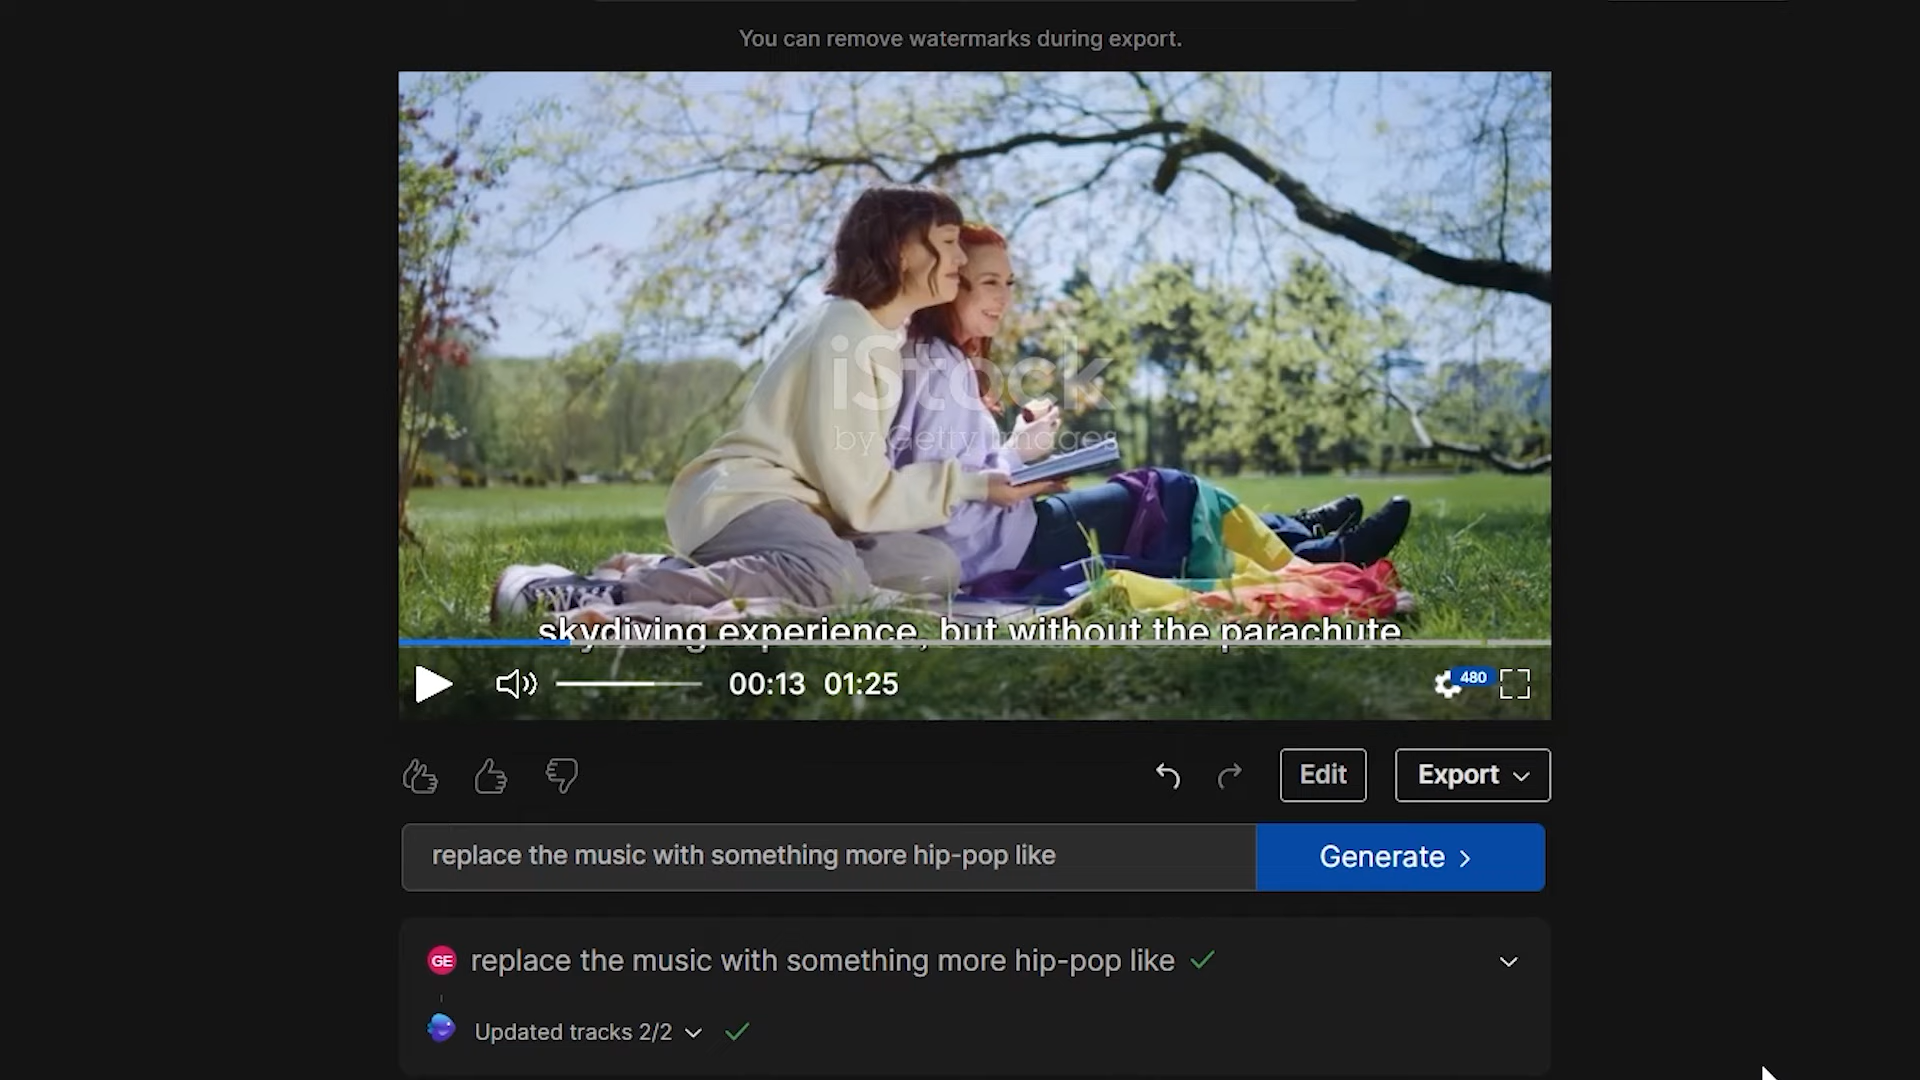 You can remove watermarks during export.
iStock
by Getty Images
skydiving experience, but without the parachute
00:13 01:25
480
Edit
Export
replace the music with something more hip-pop like
Generate
GE replace the music with something more hip-pop like
Updated tracks 2/2